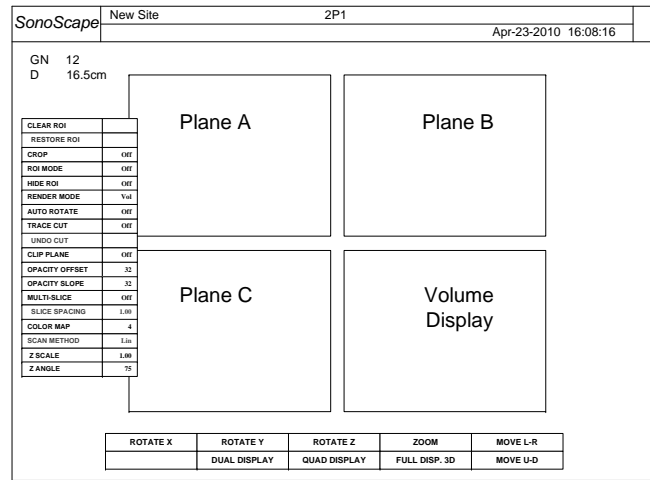 SonoScape New Site 2P1
Apr-23-2010 16:08:16
GN 12
D 16.5cm
Plane A Plane B
CLEAR ROI
RESTORE ROI
CROP Off
ROI MODE Off
HIDE ROI Off
RENDER MODE Vol
AUTO ROTATE Off
TRACE CUT Off
UNDO CUT
CLIP PLANE Off
OPACITY OFFSET 32
OPACITY SLOPE 32
MULTI-SLICE Off
SLICE SPACING 1.00
COLOR MAP 4
SCAN METHOD Lin
Z SCALE 1.00
Z ANGLE 75
Plane C Volume
Display
ROTATE X ROTATE Y ROTATE Z ZOOM MOVE L-R
DUAL DISPLAY QUAD DISPLAY FULL DISP. 3D MOVE U-D